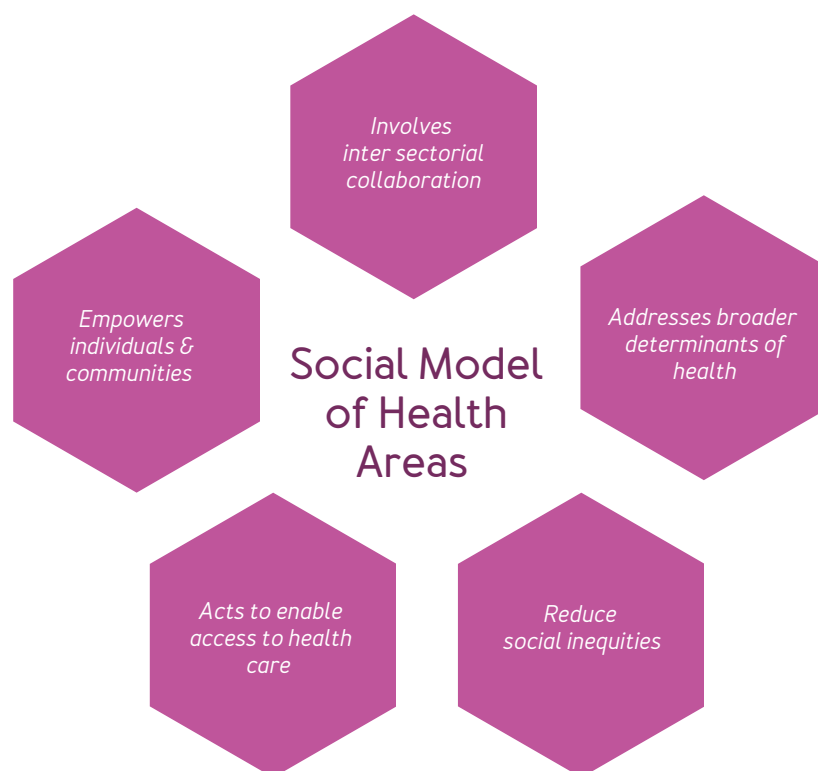 Involves
inter sectorial
collaboration
Empowers
individuals &
communities
Addresses broader
determinants of
health
Social Model
of Health
Areas
Acts to enable
access to health
care
Reduce
social inequities